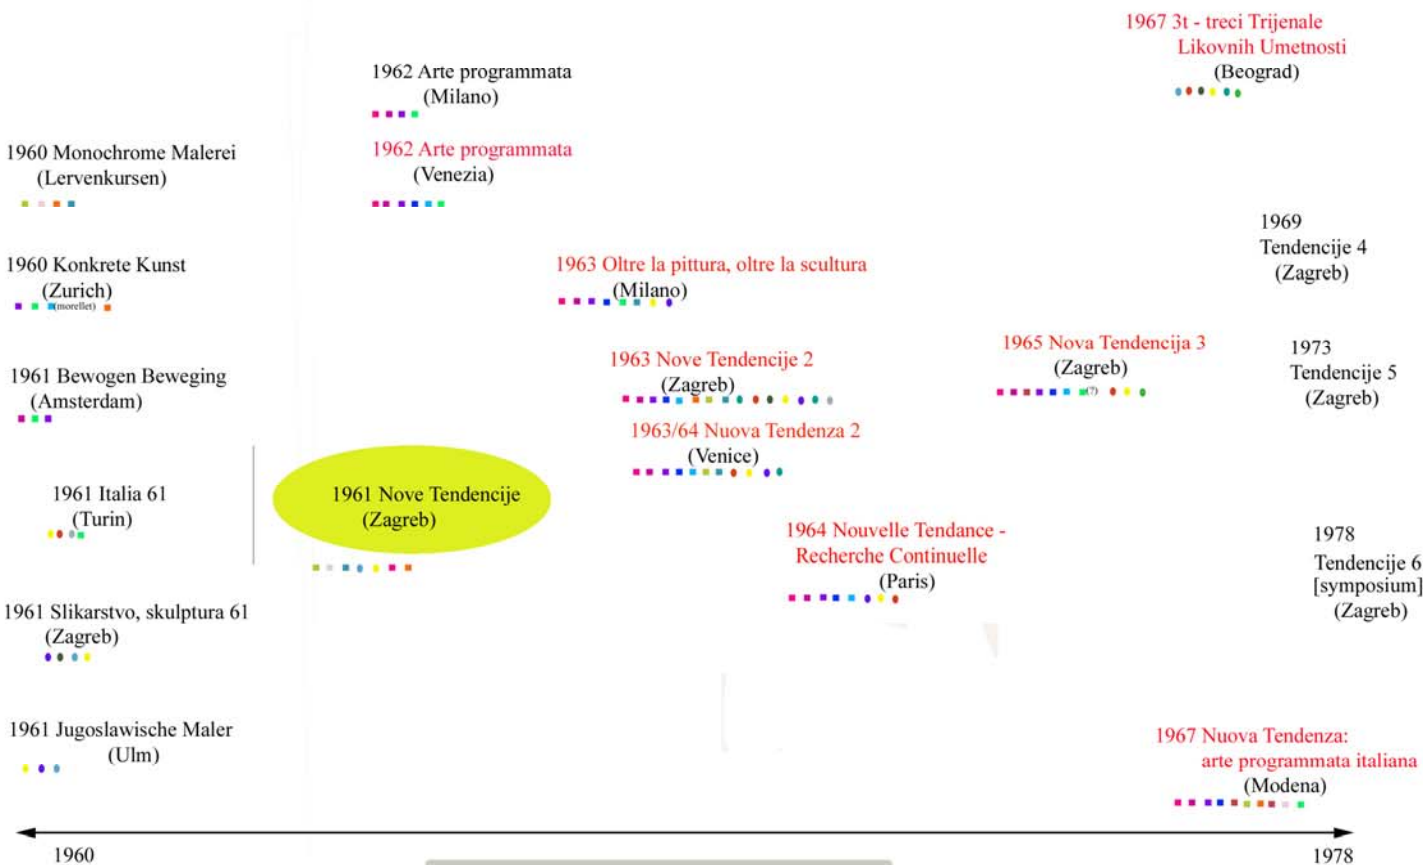 1960 Monochrome Malerei
(Lervenkursen)
1960 Konkrete Kunst
(Zurich)
(morellet)
1961 Bewogen Beweging
(Amsterdam)
1961 Italia 61
(Turin)
1961 Slikarstvo, skulptura 61
(Zagreb)
1961 Jugoslawische Maler
(Ulm)
1962 Arte programmata
(Milano)
1962 Arte programmata
(Venezia)
1961 Nove Tendencije
(Zagreb)
1963 Oltre la pittura, oltre la scultura
(Milano)
1963 Nove Tendencije 2
(Zagreb)
1963/64 Nuova Tendenza 2
(Venice)
1964 Nouvelle Tendance -
Recherche Continuelle
(Paris)
1965 Nova Tendencija 3
(Zagreb)
(?)
1967 3t - treci Trijenale
Likovnih Umetnosti
(Beograd)
1969
Tendencije 4
(Zagreb)
1973
Tendencije 5
(Zagreb)
1978
Tendencije 6
[symposium]
(Zagreb)
1967 Nuova Tendenza:
arte programmata italiana
(Modena)
1960
1978